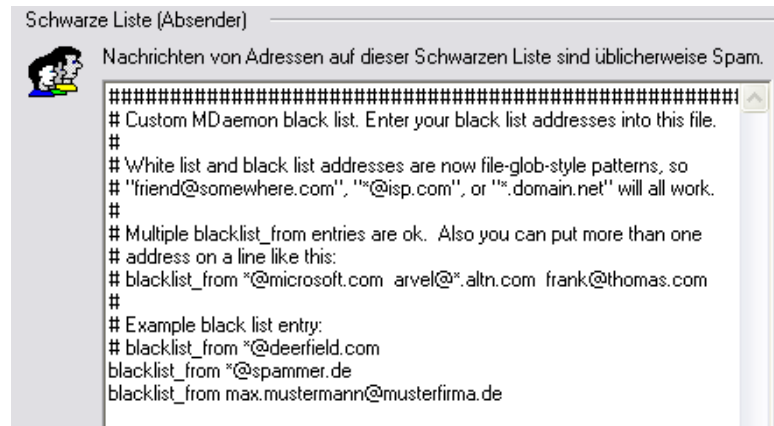 Schwarze Liste (Absender)
Nachrichten von Adressen auf dieser Schwarzen Liste sind üblicherweise Spam.
####################################################
# Custom MDaemon black list. Enter your black list addresses into this file.
#
# White list and black list addresses are now file-glob-style patterns, so
# "friend@somewhere.com", "*@isp.com", or "*.domain.net" will all work.
#
# Multiple blacklist_from entries are ok.  Also you can put more than one
# address on a line like this:
# blacklist_from *@microsoft.com  arvel@*.altn.com  frank@thomas.com
#
# Example black list entry:
# blacklist_from *@deerfield.com
blacklist_from *@spammer.de
blacklist_from max.mustermann@musterfirma.de